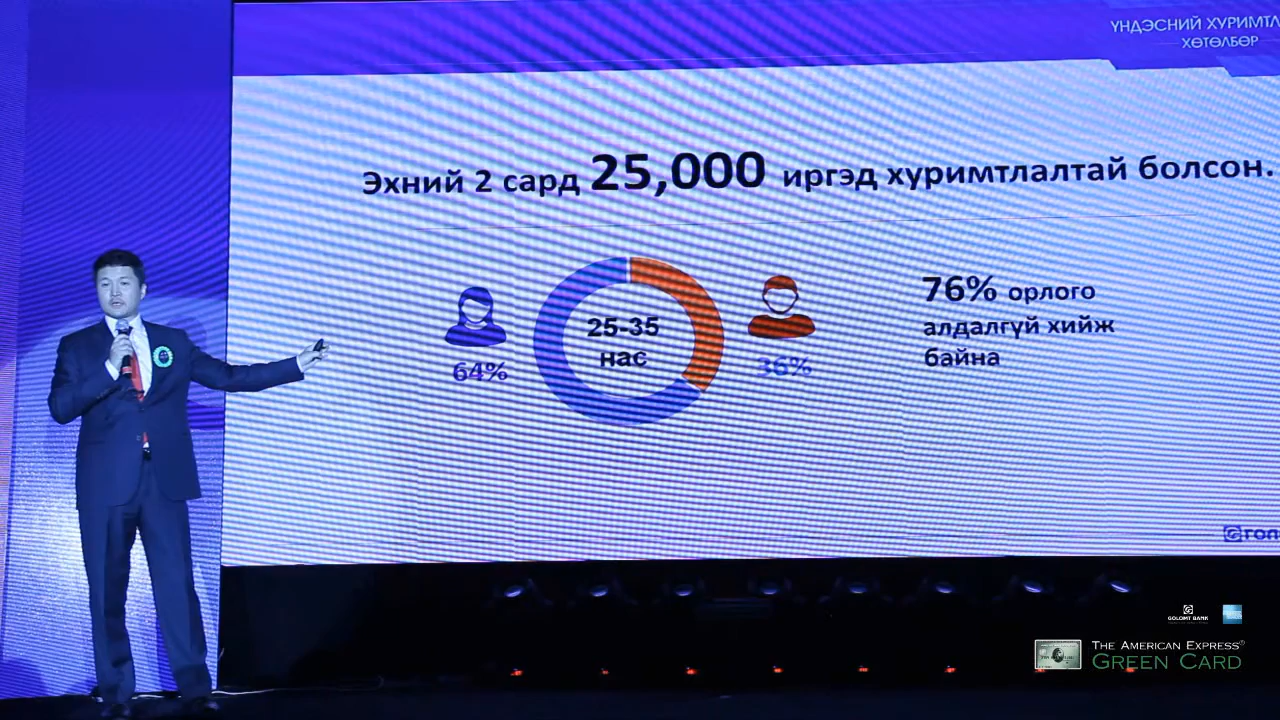 ҮНДЭСНИЙ
ХӨТӨЛБӨР
Эхний 2 сард 25,000 иргэд хуримтлалтай болсон.
25-35
нас
64%
36%
76% орлого
алдалгүй хийж
байна
GOLOMT BANK
THE AMERICAN EXPRESS®
GREEN CARD